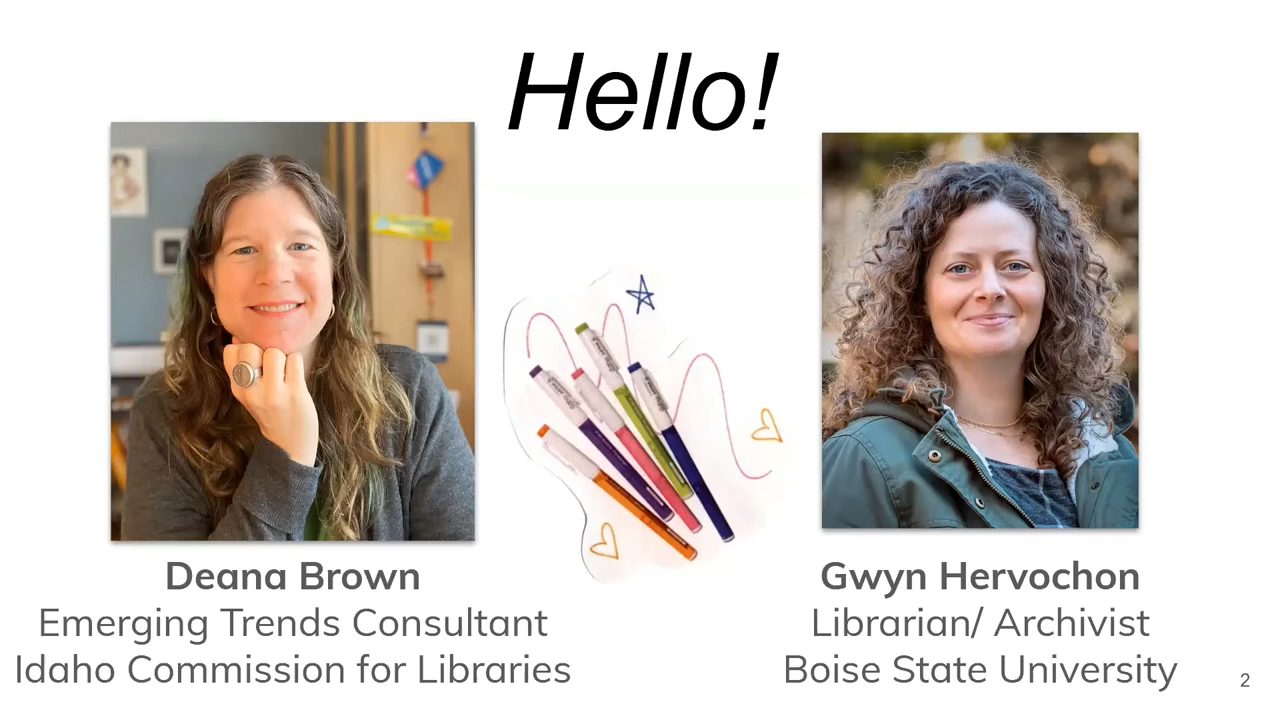 Hello!
Deana Brown
Emerging Trends Consultant
Idaho Commission for Libraries
Gwyn Hervochon
Librarian/ Archivist
Boise State University
2